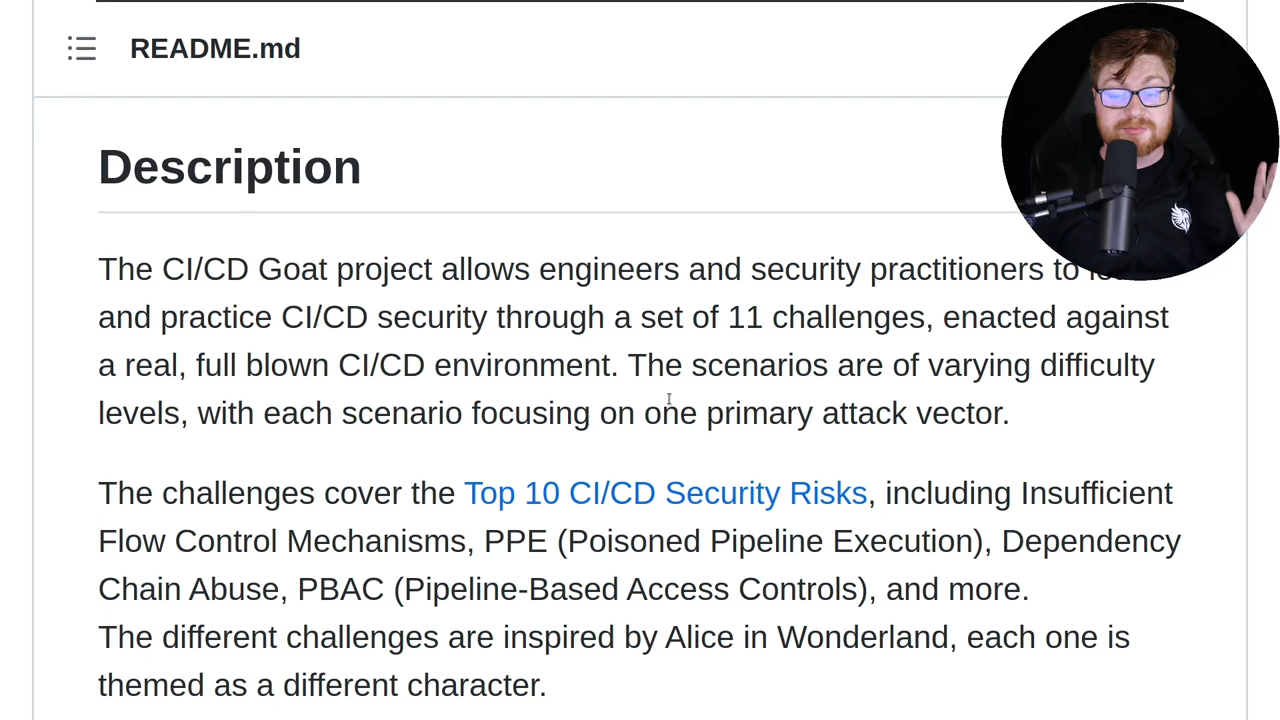 README.md
Description
The CI/CD Goat project allows engineers and security practitioners to
and practice CI/CD security through a set of 11 challenges, enacted against
a real, full blown CI/CD environment. The scenarios are of varying difficulty
levels, with each scenario focusing on one primary attack vector.
The challenges cover the Top 10 CI/CD Security Risks, including Insufficient
Flow Control Mechanisms, PPE (Poisoned Pipeline Execution), Dependency
Chain Abuse, PBAC (Pipeline-Based Access Controls), and more.
The different challenges are inspired by Alice in Wonderland, each one is
themed as a different character.